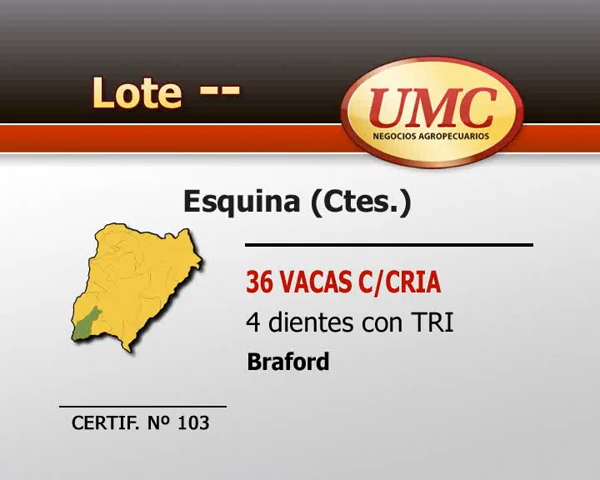 Lote --
UMC
NEGOCIOS AGROPECUARIOS
Esquina (Ctes.)
36 VACAS C/CRIA
4 dientes con TRI
Braford
CERTIF. Nº 103